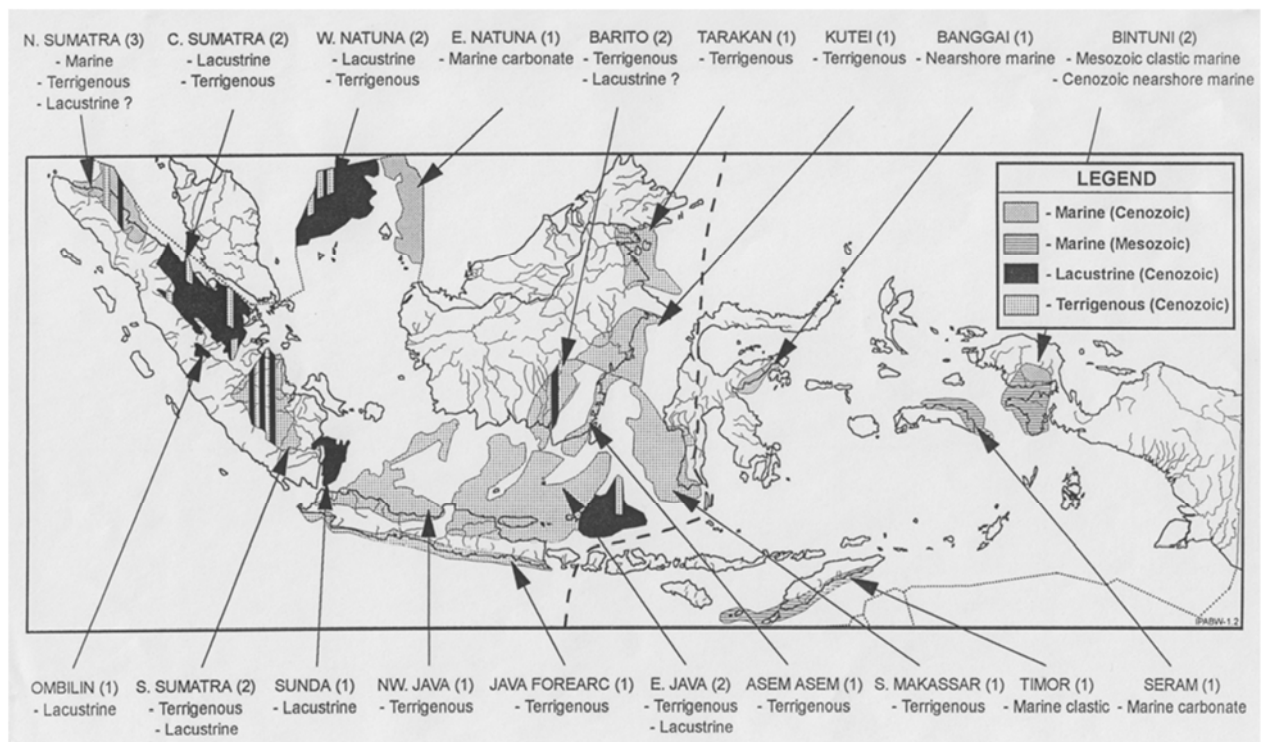 N. SUMATRA (3)
- Marine
- Terrigenous
- Lacustrine ?
C. SUMATRA (2)
- Lacustrine
- Terrigenous
W. NATUNA (2)
- Lacustrine
- Terrigenous
E. NATUNA (1)
- Marine carbonate
BARITO (2)
- Terrigenous
- Lacustrine ?
TARAKAN (1)
- Terrigenous
KUTEI (1)
- Terrigenous
BANGGAI (1)
- Nearshore marine
BINTUNI (2)
- Mesozoic clastic marine
- Cenozoic nearshore marine
LEGEND
- Marine (Cenozoic)
- Marine (Mesozoic)
- Lacustrine (Cenozoic)
- Terrigenous (Cenozoic)
IPABW-1.2
OMBILIN (1)
- Lacustrine
S. SUMATRA (2)
- Terrigenous
- Lacustrine
SUNDA (1)
- Lacustrine
NW. JAVA (1)
- Terrigenous
JAVA FOREARC (1)
- Terrigenous
E. JAVA (2)
- Terrigenous
- Lacustrine
ASEM ASEM (1)
- Terrigenous
S. MAKASSAR (1)
- Terrigenous
TIMOR (1)
- Marine clastic
SERAM (1)
- Marine carbonate